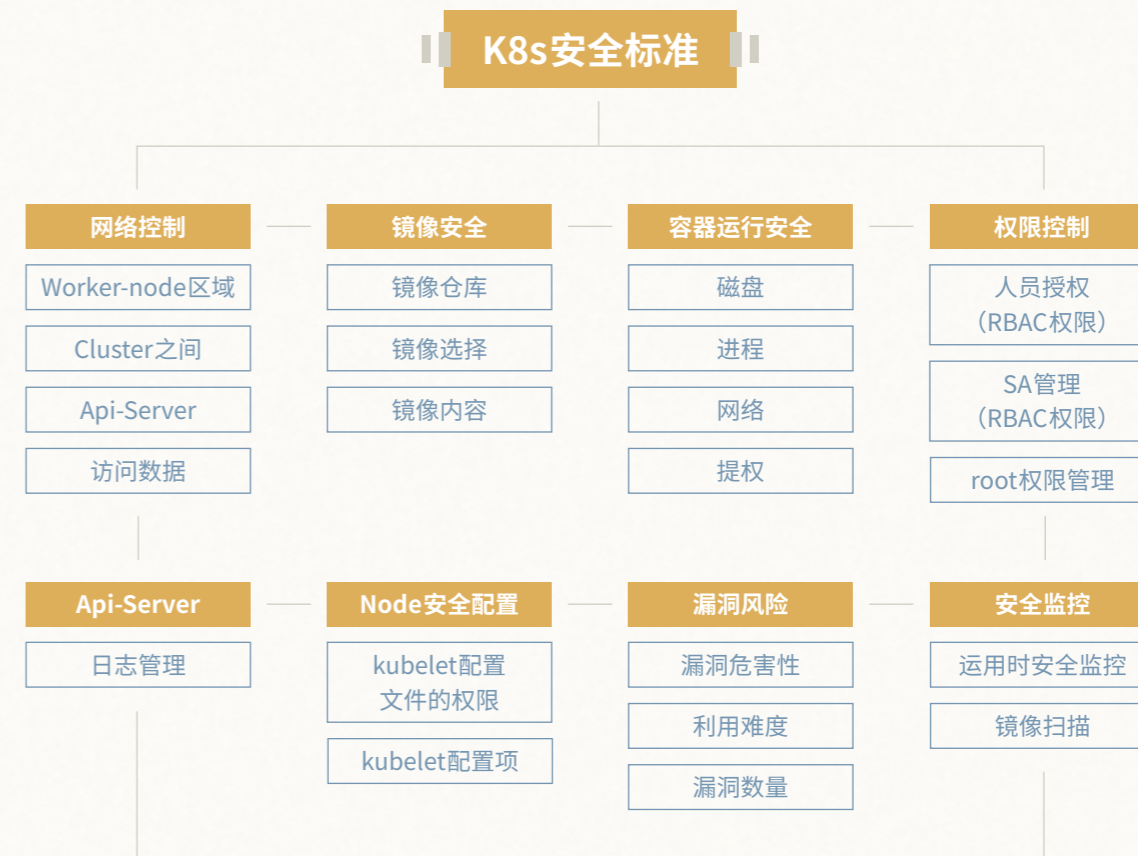 K8s安全标准
网络控制
Worker-node区域
Cluster之间
Api-Server
访问数据
镜像安全
镜像仓库
镜像选择
镜像内容
容器运行安全
磁盘
进程
网络
提权
权限控制
人员授权
（RBAC权限）
SA管理
（RBAC权限）
root权限管理
Api-Server
日志管理
Node安全配置
kubelet配置
文件的权限
kubelet配置项
漏洞风险
漏洞危害性
利用难度
漏洞数量
安全监控
运用时安全监控
镜像扫描